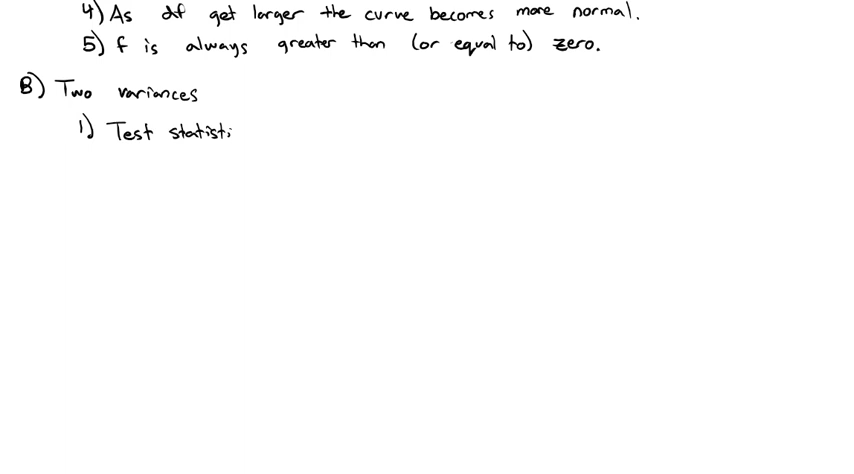 4) As df get larger the curve becomes more normal.
5) f is always greater than (or equal to) zero.
B) Two variances
1) Test statisti